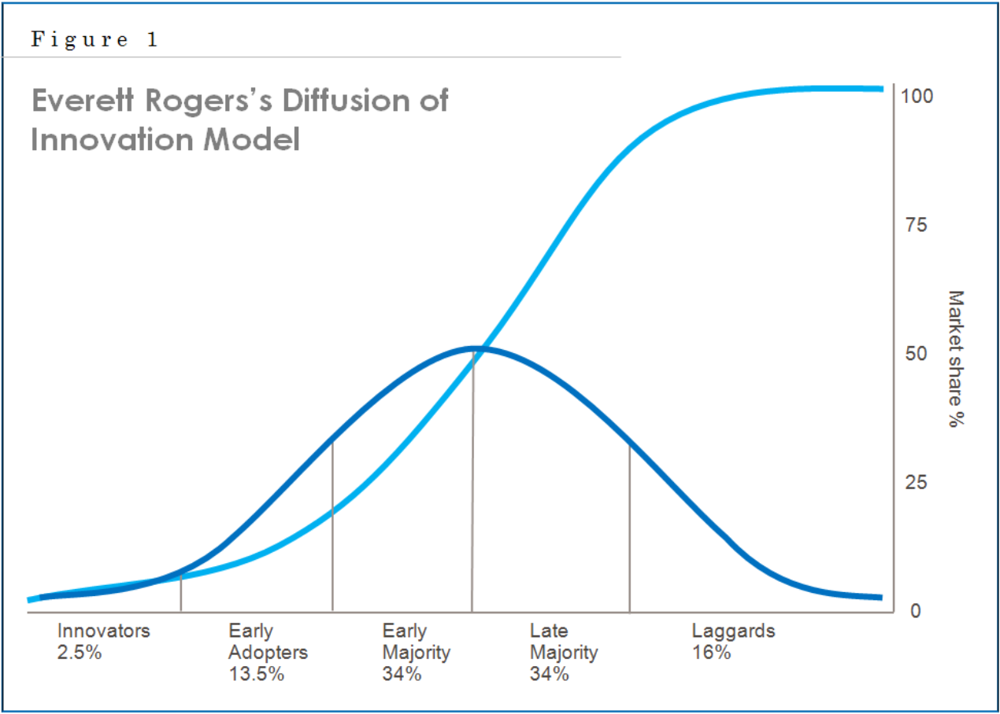 Figure 1
Everett Rogers's Diffusion of
Innovation Model
100
75
50
25
0
Market share %
Innovators
2.5%
Early
Adopters
13.5%
Early
Majority
34%
Late
Majority
34%
Laggards
16%